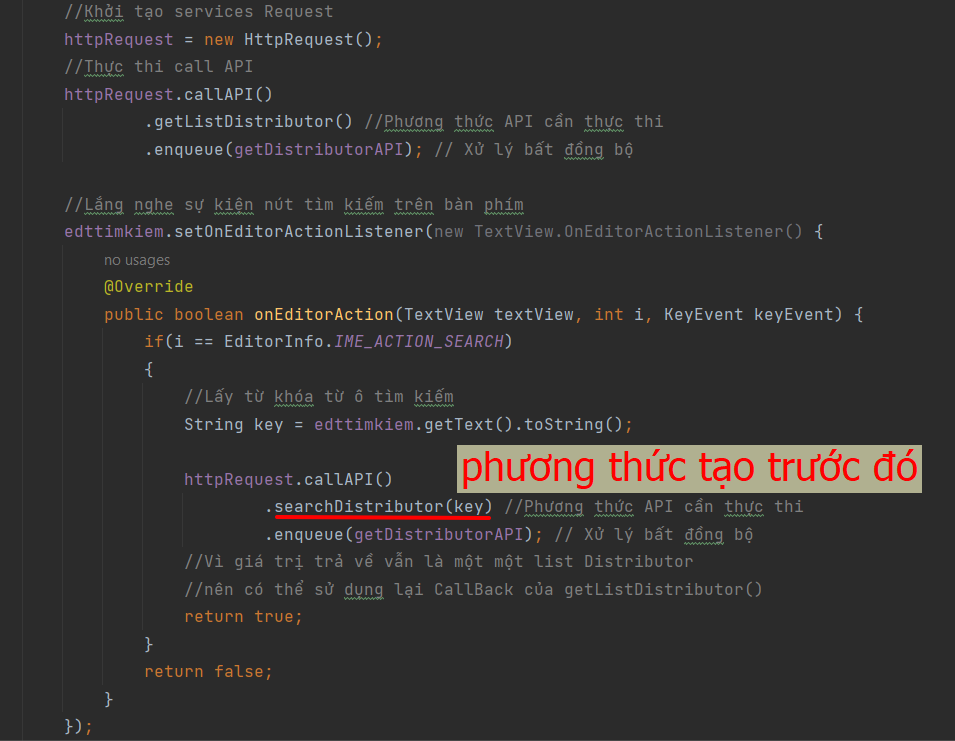 //Khởi tạo services Request
httpRequest = new HttpRequest();
//Thực thi call API
httpRequest.callAPI()
.getListDistributor() //Phương thức API cần thực thi
.enqueue(getDistributorAPI); // Xử lý bất đồng bộ
//Lắng nghe sự kiện nút tìm kiếm trên bàn phím
edttimkiem.setOnEditorActionListener(new TextView.OnEditorActionListener() {
no usages
@Override
public boolean onEditorAction(TextView textView, int i, KeyEvent keyEvent) {
if(i == EditorInfo.IME_ACTION_SEARCH)
{
//Lấy từ khóa từ ô tìm kiếm
String key = edttimkiem.getText().toString();
phương thức tạo trước đó
httpRequest.callAPI()
.searchDistributor(key) //Phương thức API cần thực thi
.enqueue(getDistributorAPI); // Xử lý bất đồng bộ
//Vì giá trị trả về vẫn là một một list Distributor
//nên có thể sử dụng lại CallBack của getListDistributor()
return true;
}
return false;
}
});